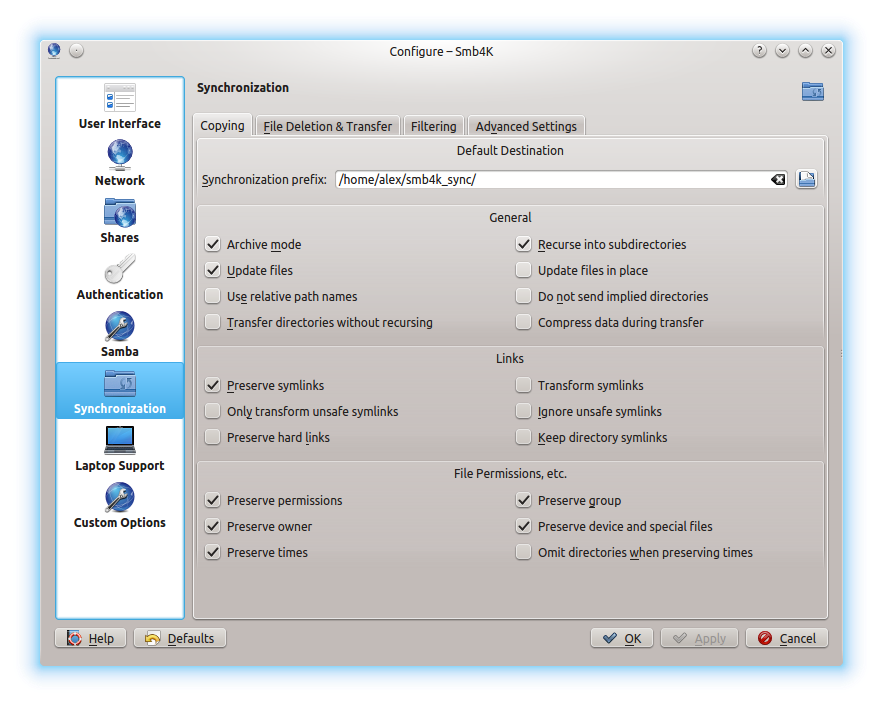 Configure – Smb4K
User Interface
Network
Shares
Authentication
Samba
Synchronization
Laptop Support
Custom Options
Synchronization
Copying File Deletion & Transfer Filtering Advanced Settings
Default Destination
Synchronization prefix: /home/alex/smb4k_sync/
General
Archive mode Recurse into subdirectories
Update files Update files in place
Use relative path names Do not send implied directories
Transfer directories without recursing Compress data during transfer
Links
Preserve symlinks Transform symlinks
Only transform unsafe symlinks Ignore unsafe symlinks
Preserve hard links Keep directory symlinks
File Permissions, etc.
Preserve permissions Preserve group
Preserve owner Preserve device and special files
Preserve times Omit directories when preserving times
Help Defaults OK Apply Cancel